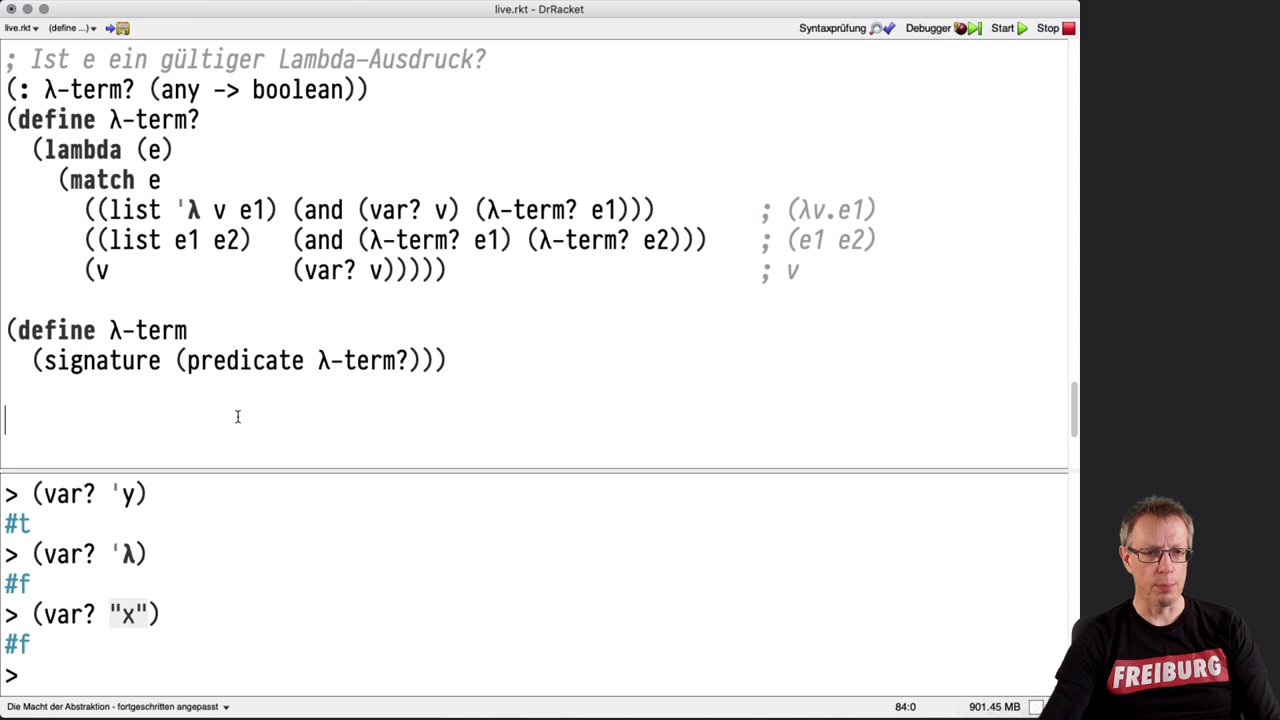 live.rkt - DrRacket
live.rkt (define ...) Syntaxprüfung Debugger Start Stop
; Ist e ein gültiger Lambda-Ausdruck?
(: λ-term? (any -> boolean))
(define λ-term?
(lambda (e)
(match e
((list 'λ v e1) (and (var? v) (λ-term? e1))) ; (λv.e1)
((list e1 e2) (and (λ-term? e1) (λ-term? e2))) ; (e1 e2)
(v (var? v))))) ; v
(define λ-term
(signature (predicate λ-term?)))
> (var? 'y)
#t
> (var? 'λ)
#f
> (var? "x")
#f
>
FREIBURG
Die Macht der Abstraktion - fortgeschritten angepasst 84:0 901.45 MB